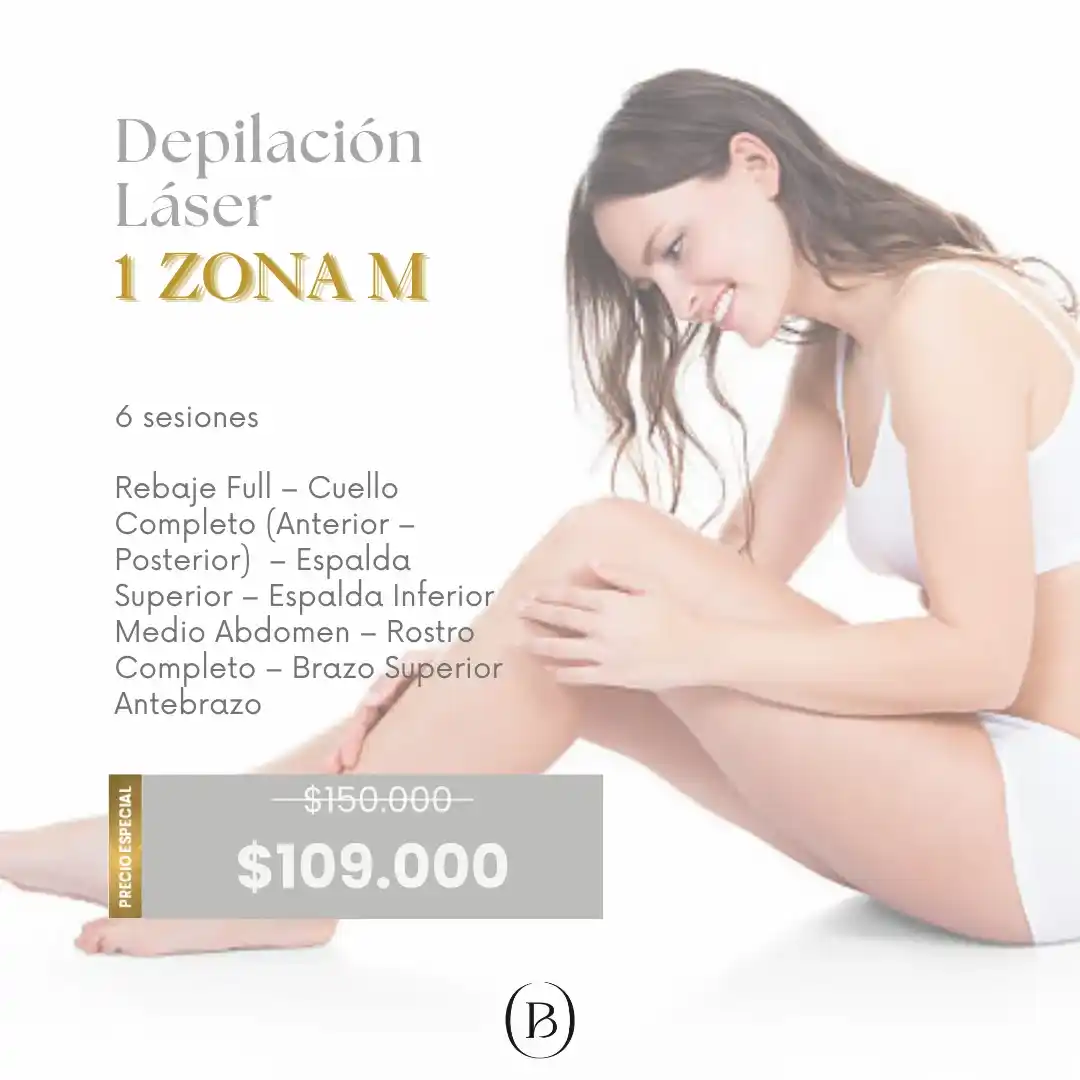 Depilación
Láser
1 ZONA M
6 sesiones
Rebaje Full – Cuello
Completo (Anterior –
Posterior)  – Espalda
Superior – Espalda Inferior
Medio Abdomen – Rostro
Completo – Brazo Superior
Antebrazo
PRECIO ESPECIAL
$150.000
$109.000
B